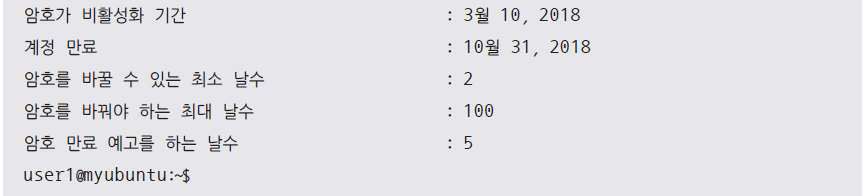 암호가 비활성화 기간 : 3월 10, 2018
계정 만료 : 10월 31, 2018
암호를 바꿀 수 있는 최소 날수 : 2
암호를 바꿔야 하는 최대 날수 : 100
암호 만료 예고를 하는 날수 : 5
user1@myubuntu:~$